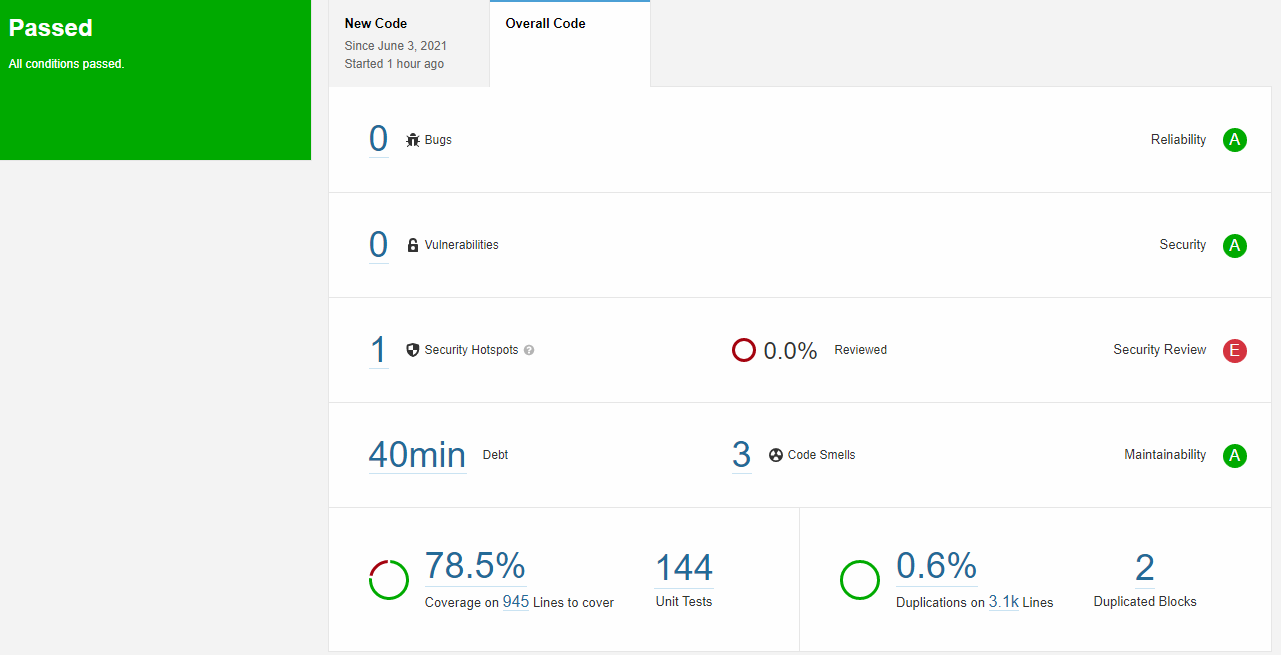 Passed
All conditions passed.
New Code
Since June 3, 2021
Started 1 hour ago
Overall Code
0 Bugs
Reliability A
0 Vulnerabilities
Security A
1 Security Hotspots ?
0.0% Reviewed
Security Review E
40min Debt
3 Code Smells
Maintainability A
78.5%
Coverage on 945 Lines to cover
144
Unit Tests
0.6%
Duplications on 3.1k Lines
2
Duplicated Blocks